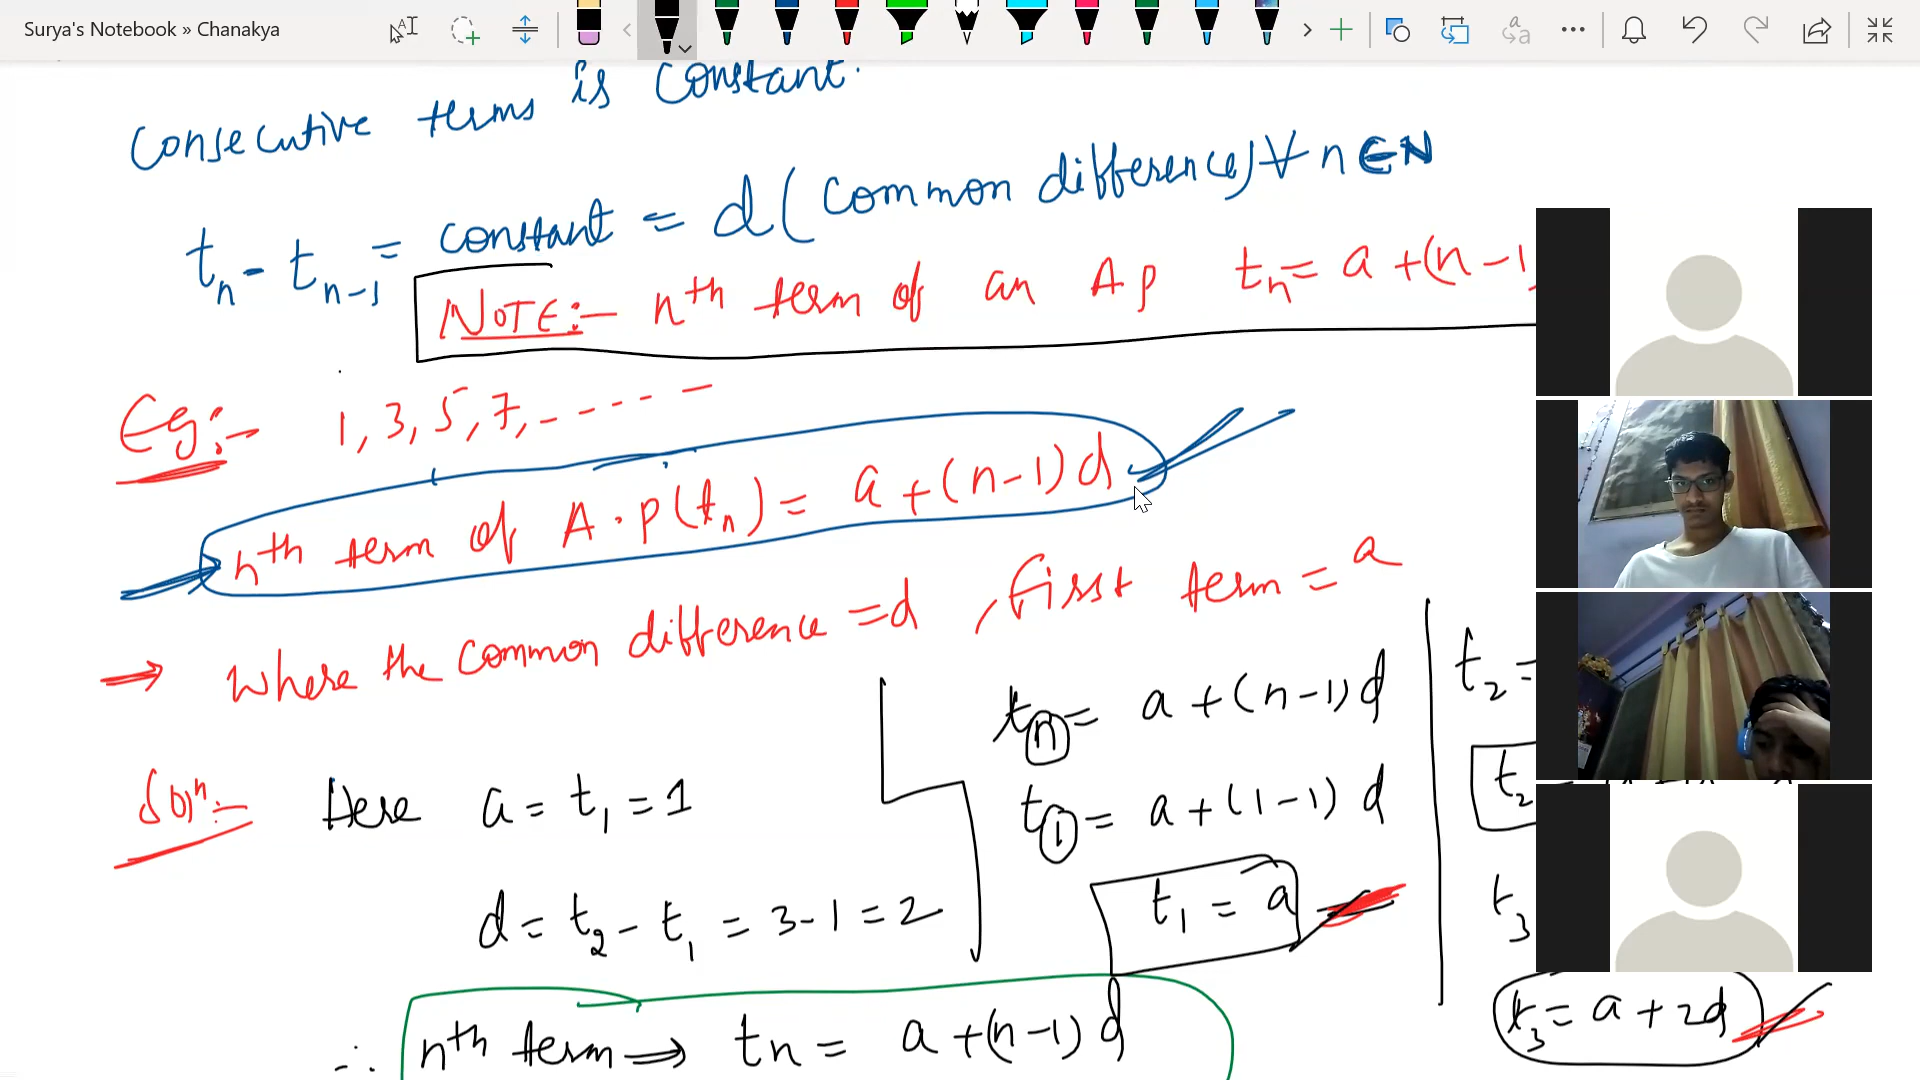 Surya's Notebook » Chanakya
Consecutive terms is Constant.
tn - tn-1 = constant = d (Common difference) ∀ n ∈ N
NOTE:- nth term of an AP tn = a + (n-1
Eg:- 1, 3, 5, 7, ------
nth term of A.P (tn) = a + (n-1) d
⇒ Where the common difference = d , first term = a
tn = a + (n-1) d
t2 =
Soln:- Here a = t1 = 1
t1 = a + (1-1) d
t2
d = t2 - t1 = 3-1 = 2
t1 = a
t3
t3 = a + 2d
∴ nth term ⇒ tn = a + (n-1) d